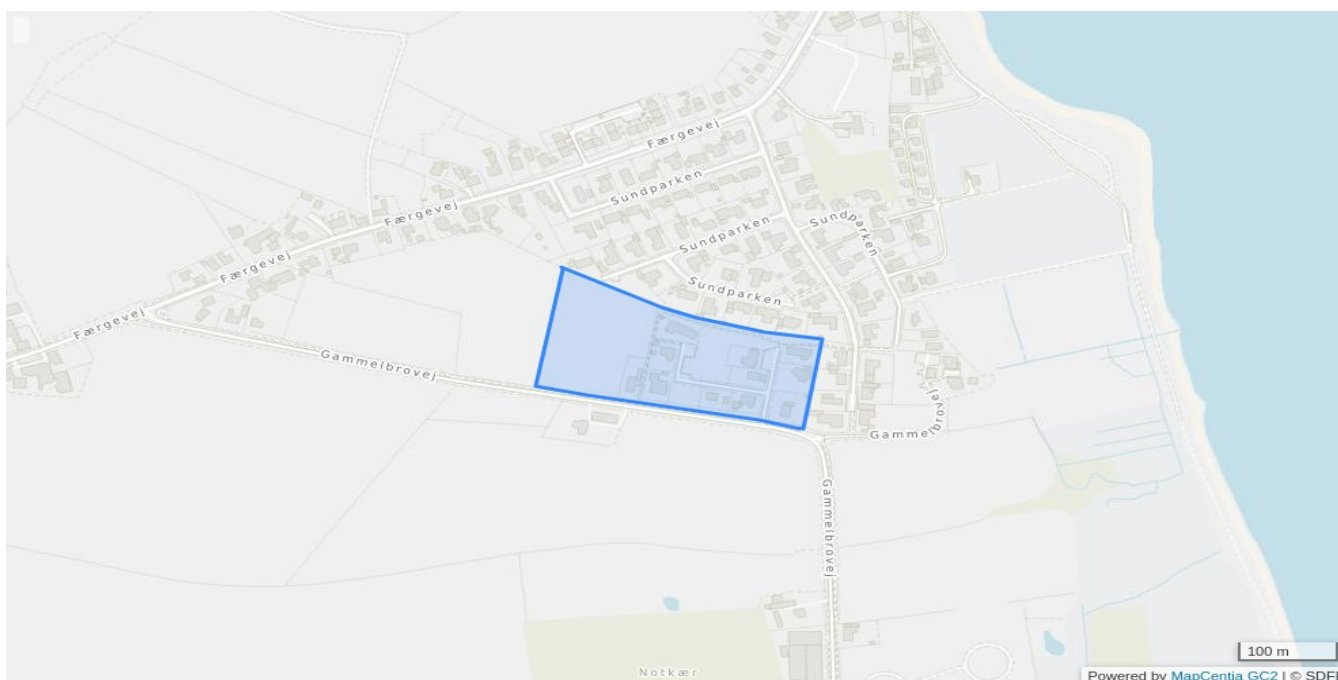 Færgevej
Sundparken
Færgevej
Sundparken
Sundparken
Færgevej
Sundparken
Færgevej
Gammelbrovej
Gammelbrovej
Gammelbrovej
Gammelbrovej
Notkær
100 m
Powered by MapCentia GC2 | © SDFI